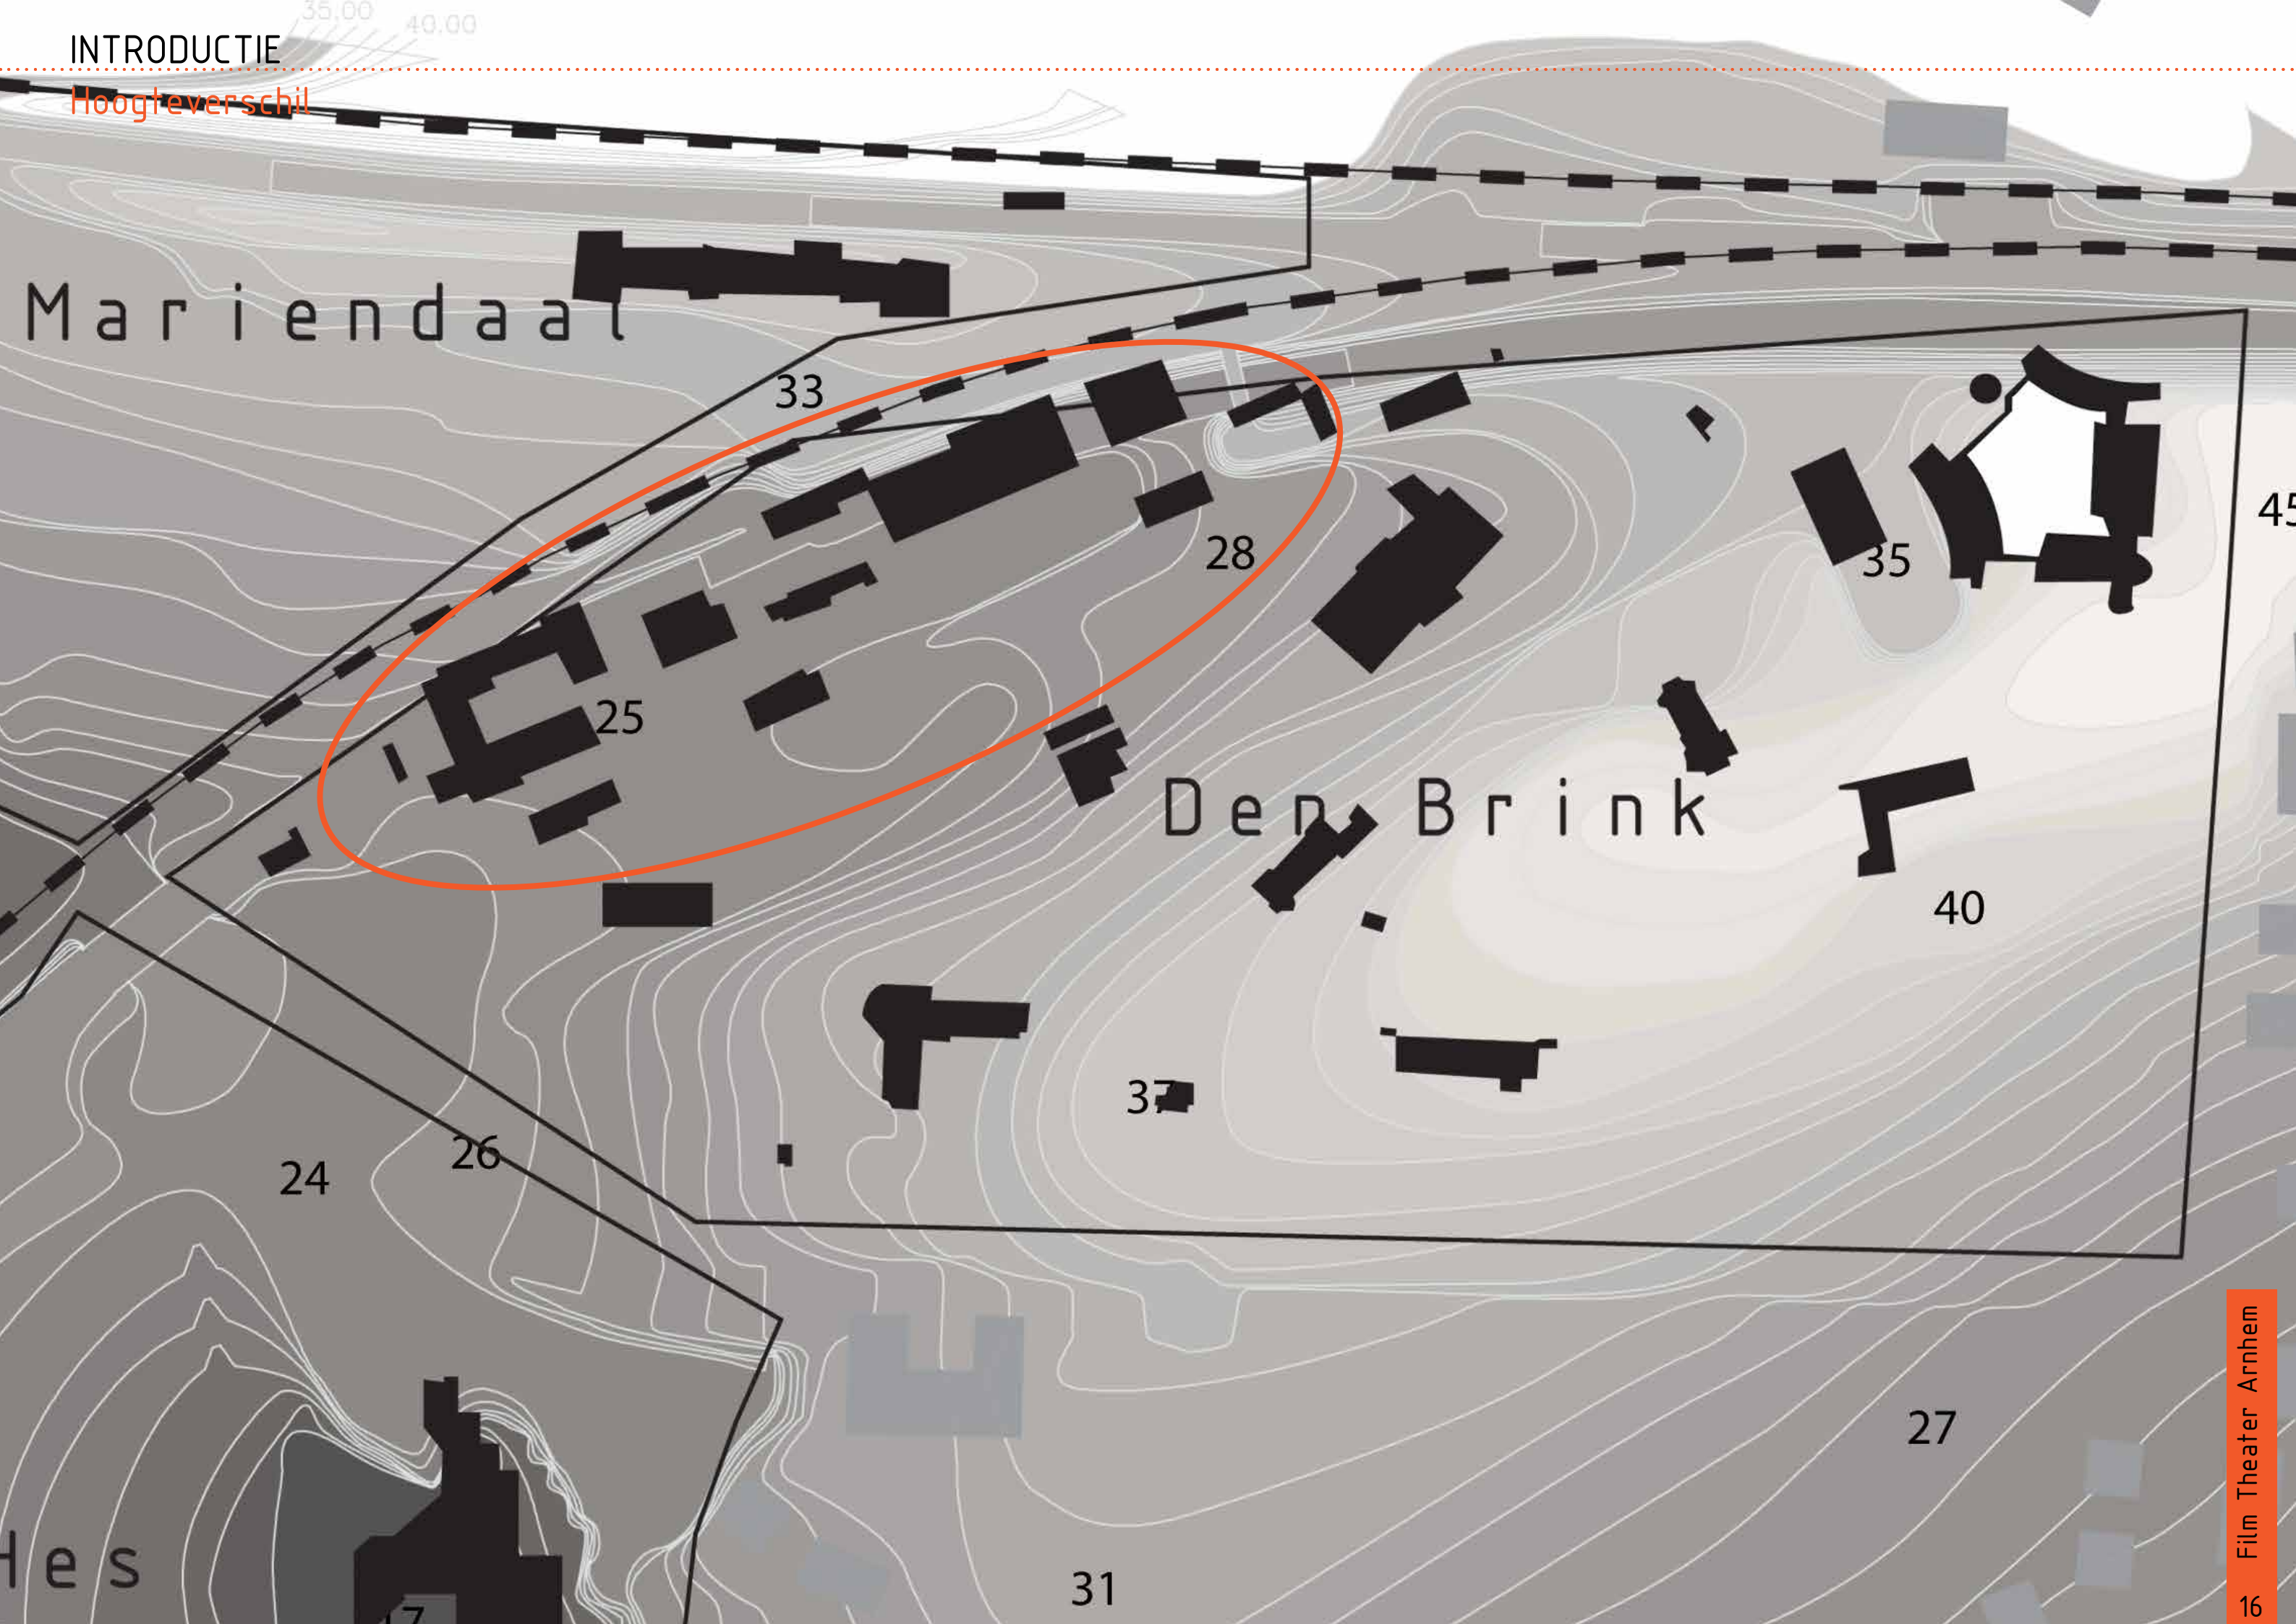 35,00
40,00
INTRODUCTIE
Hoogteverschil
Mariendaal
33
28
35
45
25
Den Brink
40
37
26
24
27
31
Hes
17
Film Theater Arnhem
16